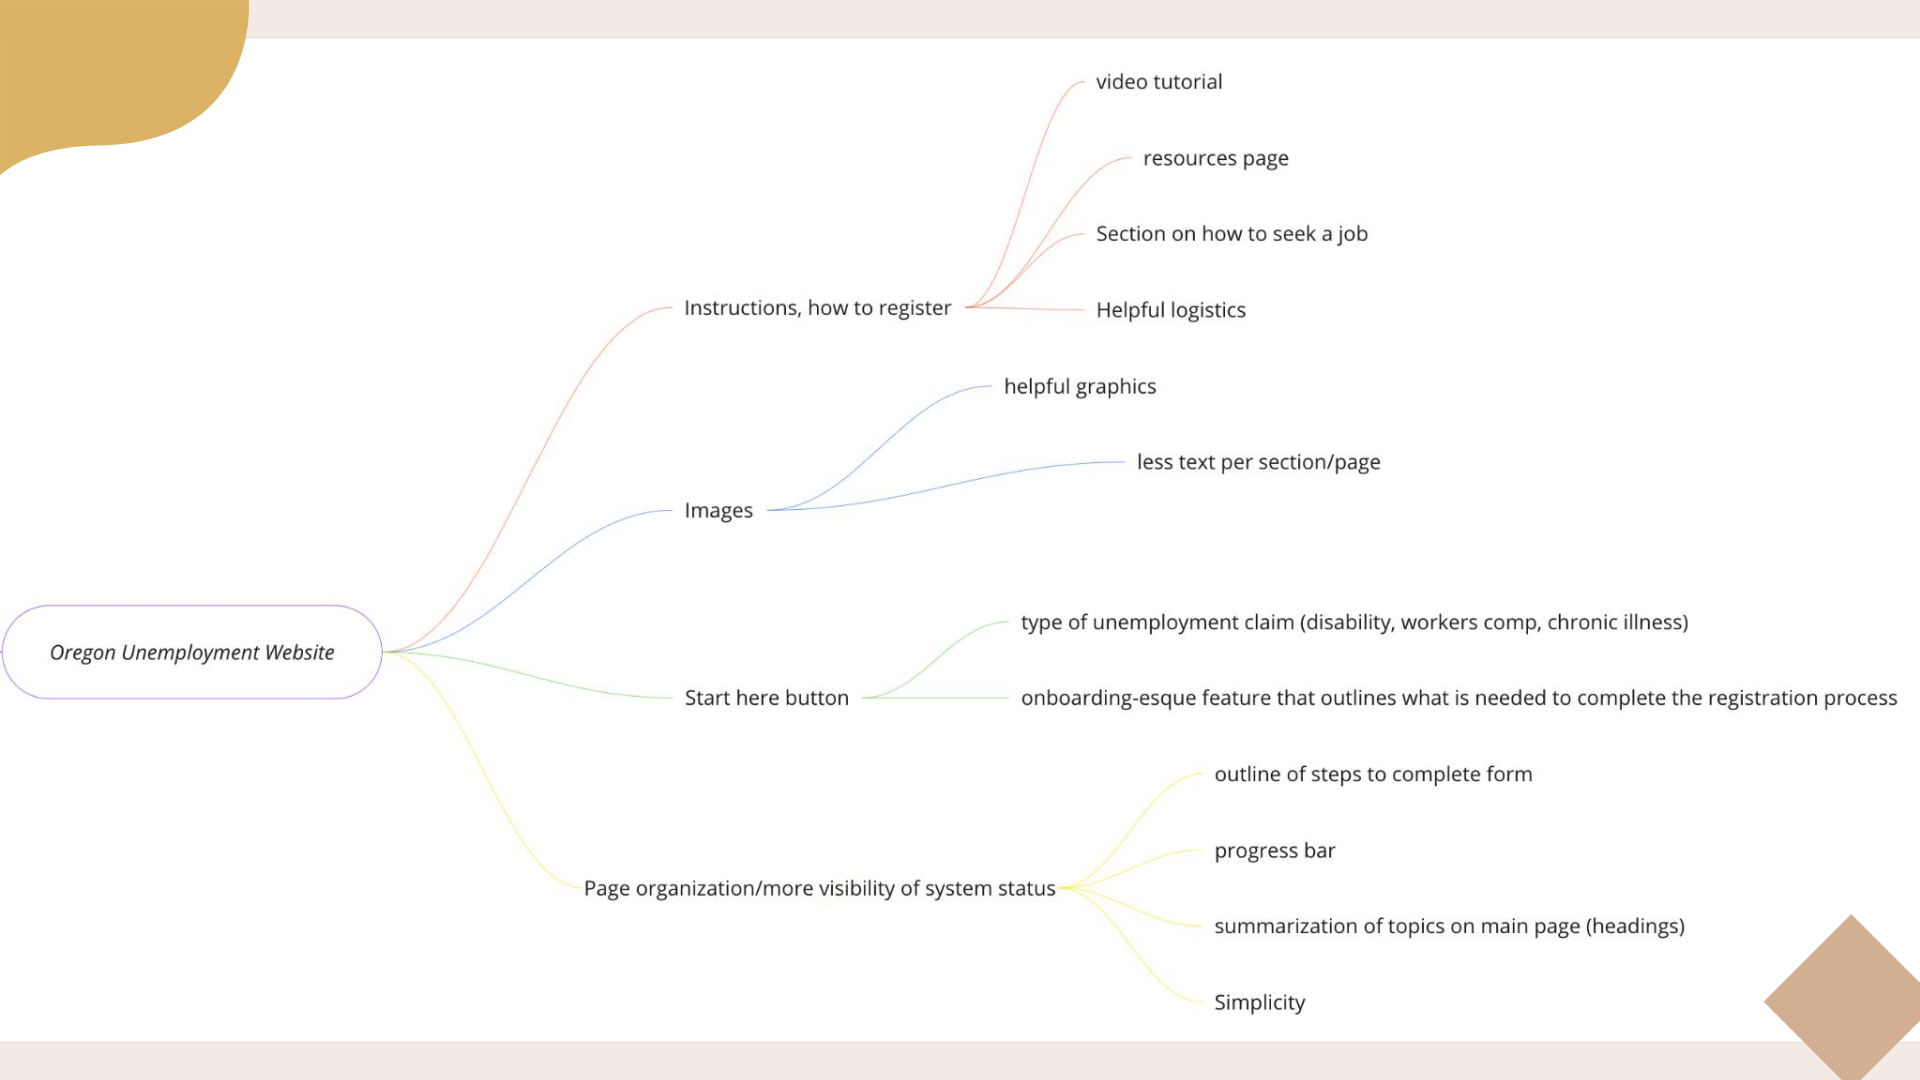 video tutorial
resources page
Section on how to seek a job
Instructions, how to register
Helpful logistics
helpful graphics
less text per section/page
Images
type of unemployment claim (disability, workers comp, chronic illness)
Oregon Unemployment Website
Start here button
onboarding-esque feature that outlines what is needed to complete the registration process
outline of steps to complete form
progress bar
Page organization/more visibility of system status
summarization of topics on main page (headings)
Simplicity